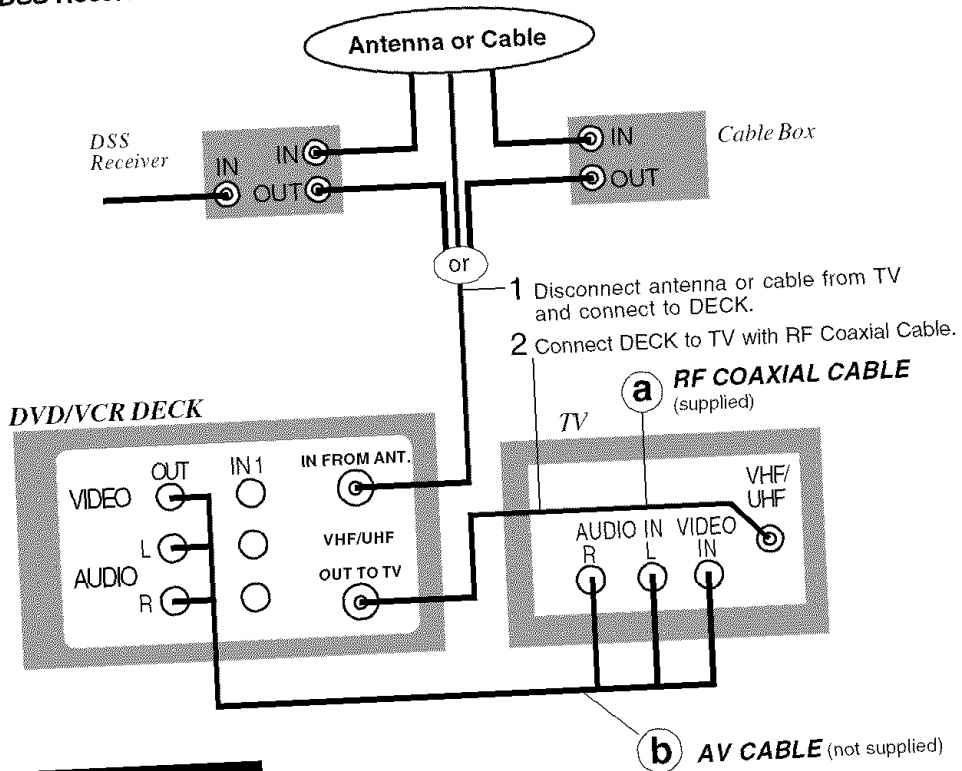 Antenna or Cable
DSS
Receiver
IN
IN
OUT
IN
OUT
Cable Box
or
1 Disconnect antenna or cable from TV
and connect to DECK.
2 Connect DECK to TV with RF Coaxial Cable.
a RF COAXIAL CABLE
(supplied)
DVD/VCR DECK
OUT
IN 1
IN FROM ANT.
VIDEO
L
AUDIO
R
VHF/UHF
OUT TO TV
TV
VHF/
UHF
AUDIO IN
R
L
VIDEO
IN
b AV CABLE (not supplied)